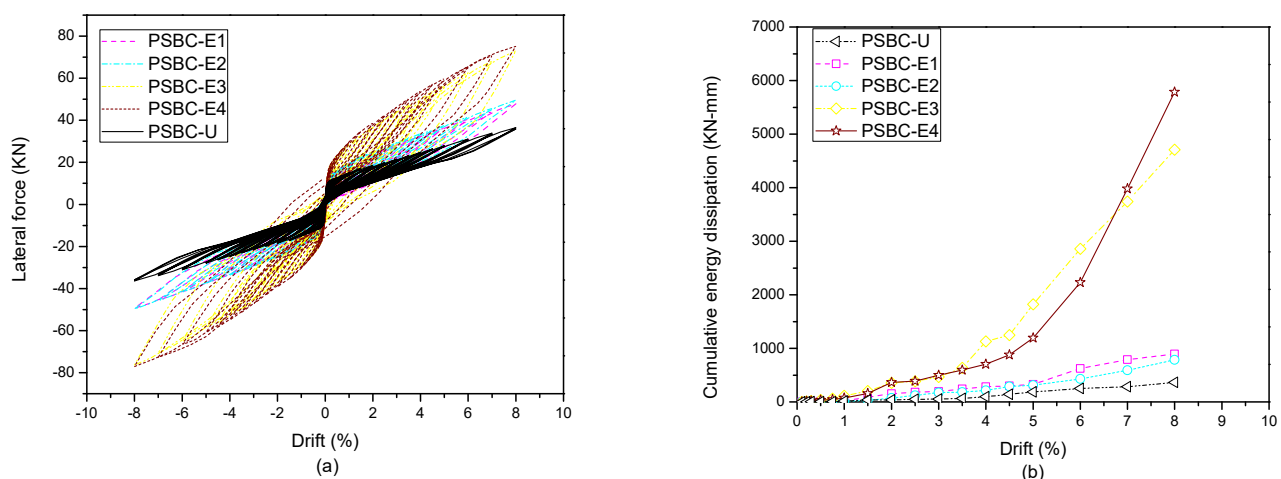 80
60
40
20
0
-20
-40
-60
-80
Lateral force (KN)
PSBC-E1
PSBC-E2
PSBC-E3
PSBC-E4
PSBC-U
-10 -8 -6 -4 -2 0 2 4 6 8 10
Drift (%)
(a)
7000
6000
5000
4000
3000
2000
1000
0
Cumulative energy dissipation (KN-mm)
PSBC-U
PSBC-E1
PSBC-E2
PSBC-E3
PSBC-E4
0 1 2 3 4 5 6 7 8 9 10
Drift (%)
(b)